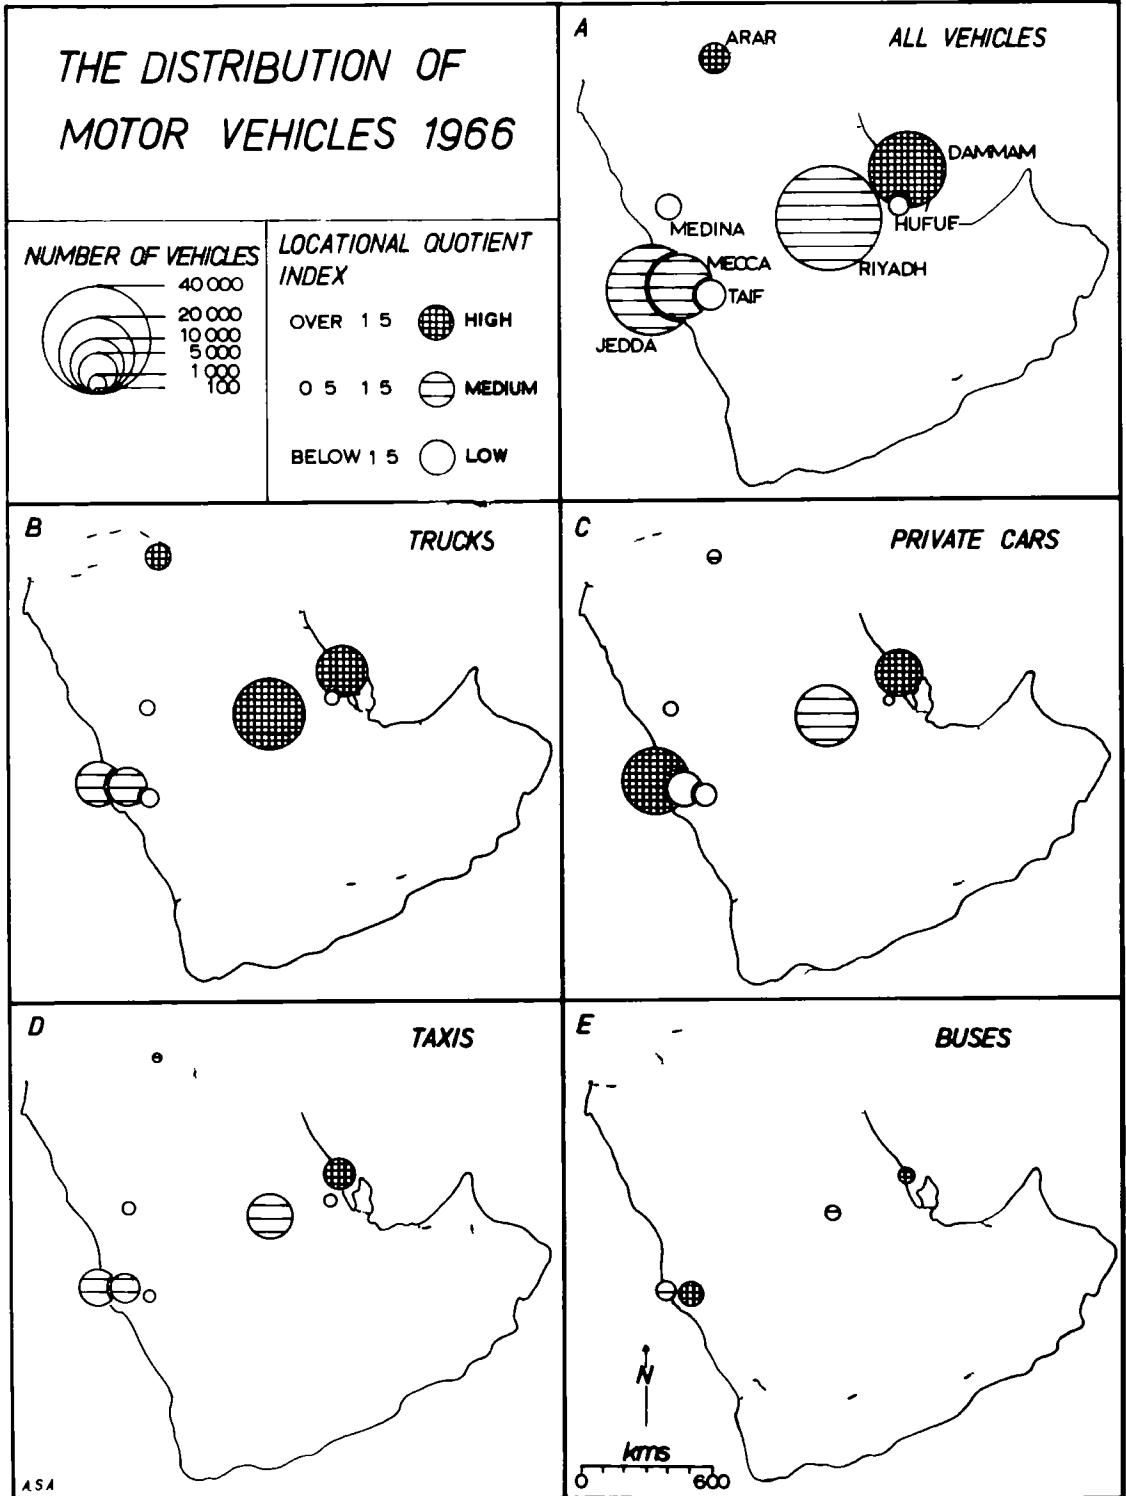 THE DISTRIBUTION OF
MOTOR VEHICLES 1966
NUMBER OF VEHICLES
40 000
20 000
10 000
5 000
1 000
100
LOCATIONAL QUOTIENT
INDEX
OVER 1 5 HIGH
0 5 1 5 MEDIUM
BELOW 1 5 LOW
A
ALL VEHICLES
ARAR
DAMMAM
HUFUF
MEDINA
RIYADH
MECCA
TAIF
JEDDA
B
TRUCKS
C
PRIVATE CARS
D
TAXIS
A.S.A
E
BUSES
N
kms
0 600